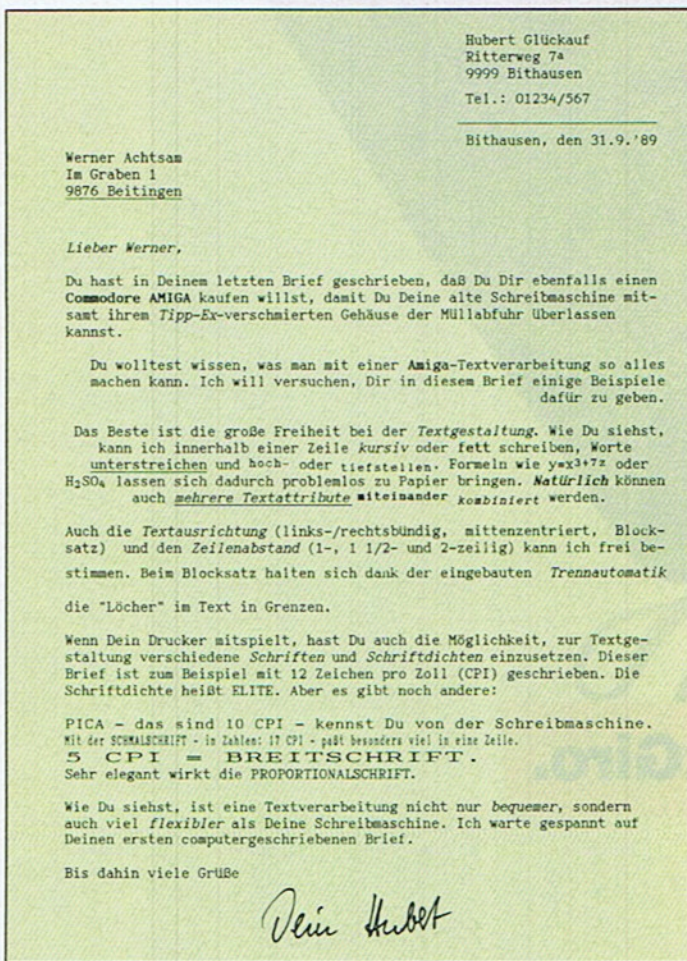 Hubert Glückauf
Ritterweg 7a
9999 Bithausen
Tel.: 01234/567
Bithausen, den 31.9.'89
Werner Achtsam
Im Graben 1
9876 Beitingen
Lieber Werner,
Du hast in Deinem letzten Brief geschrieben, daß Du Dir ebenfalls einen
Commodore AMIGA kaufen willst, damit Du Deine alte Schreibmaschine mit-
samt ihrem Tipp-Ex-verschmierten Gehäuse der Müllabfuhr überlassen
kannst.
Du wolltest wissen, was man mit einer Amiga-Textverarbeitung so alles
machen kann. Ich will versuchen, Dir in diesem Brief einige Beispiele
dafür zu geben.
Das Beste ist die große Freiheit bei der Textgestaltung. Wie Du siehst,
kann ich innerhalb einer Zeile kursiv oder fett schreiben, Worte
unterstreichen und hoch- oder tiefstellen. Formeln wie y=x³⁺⁷ᶻ oder
H₂SO₄ lassen sich dadurch problemlos zu Papier bringen. Natürlich können
auch mehrere Textattribute miteinander kombiniert werden.
Auch die Textausrichtung (links-/rechtsbündig, mittenzentriert, Block-
satz) und den Zeilenabstand (1-, 1 1/2- und 2-zeilig) kann ich frei be-
stimmen. Beim Blocksatz halten sich dank der eingebauten Trennautomatik
die "Löcher" im Text in Grenzen.
Wenn Dein Drucker mitspielt, hast Du auch die Möglichkeit, zur Textge-
staltung verschiedene Schriften und Schriftdichten einzusetzen. Dieser
Brief ist zum Beispiel mit 12 Zeichen pro Zoll (CPI) geschrieben. Die
Schriftdichte heißt ELITE. Aber es gibt noch andere:
PICA - das sind 10 CPI - kennst Du von der Schreibmaschine.
Mit der SCHMALSCHRIFT - in Zahlen: 17 CPI - paßt besonders viel in eine Zeile.
5 CPI = BREITSCHRIFT.
Sehr elegant wirkt die PROPORTIONALSCHRIFT.
Wie Du siehst, ist eine Textverarbeitung nicht nur bequemer, sondern
auch viel flexibler als Deine Schreibmaschine. Ich warte gespannt auf
Deinen ersten computergeschriebenen Brief.
Bis dahin viele Grüße
Dein Hubert